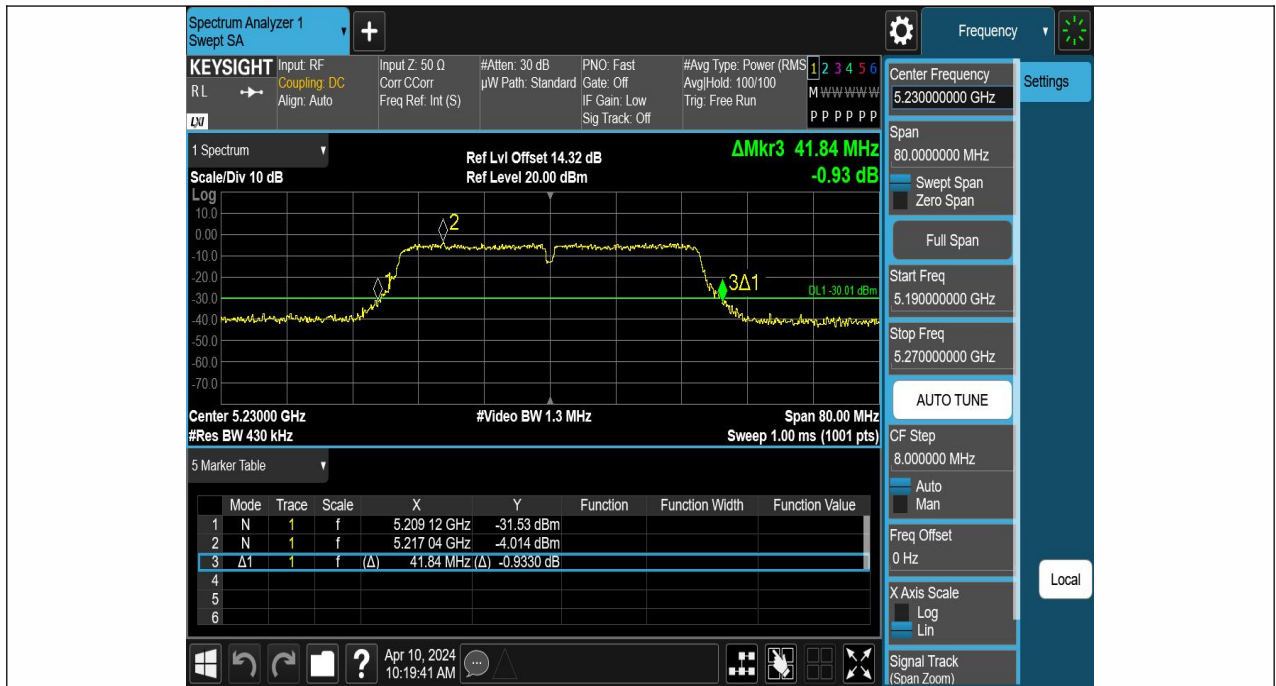 Spectrum Analyzer 1
Swept SA
+
Frequency
KEYSIGHT
RL
LXI
Input: RF
Coupling: DC
Align: Auto
Input Z: 50 Ω
Corr CCorr
Freq Ref: Int (S)
#Atten: 30 dB
µW Path: Standard
PNO: Fast
Gate: Off
IF Gain: Low
Sig Track: Off
#Avg Type: Power (RMS
Avg|Hold: 100/100
Trig: Free Run
1 2 3 4 5 6
M W W W W W
P P P P P P
1 Spectrum
Scale/Div 10 dB
Ref Lvl Offset 14.32 dB
Ref Level 20.00 dBm
ΔMkr3 41.84 MHz
-0.93 dB
Log
10.0
0.00
-10.0
-20.0
-30.0
-40.0
-50.0
-60.0
-70.0
1
2
3Δ1
DL1 -30.01 dBm
Center 5.23000 GHz
#Video BW 1.3 MHz
Span 80.00 MHz
#Res BW 430 kHz
Sweep 1.00 ms (1001 pts)
5 Marker Table
Mode Trace Scale X Y Function Function Width Function Value
1 N 1 f 5.209 12 GHz -31.53 dBm
2 N 1 f 5.217 04 GHz -4.014 dBm
3 Δ1 1 f (Δ) 41.84 MHz (Δ) -0.9330 dB
4
5
6
?
Apr 10, 2024
10:19:41 AM
Center Frequency
5.230000000 GHz
Span
80.0000000 MHz
Swept Span
Zero Span
Full Span
Start Freq
5.190000000 GHz
Stop Freq
5.270000000 GHz
AUTO TUNE
CF Step
8.000000 MHz
Auto
Man
Freq Offset
0 Hz
X Axis Scale
Log
Lin
Signal Track
(Span Zoom)
Settings
Local